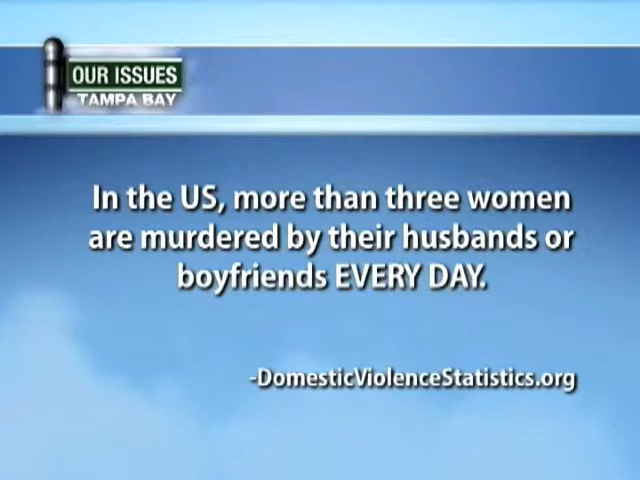 OUR ISSUES
TAMPA BAY
In the US, more than three women
are murdered by their husbands or
boyfriends EVERY DAY.
-DomesticViolenceStatistics.org